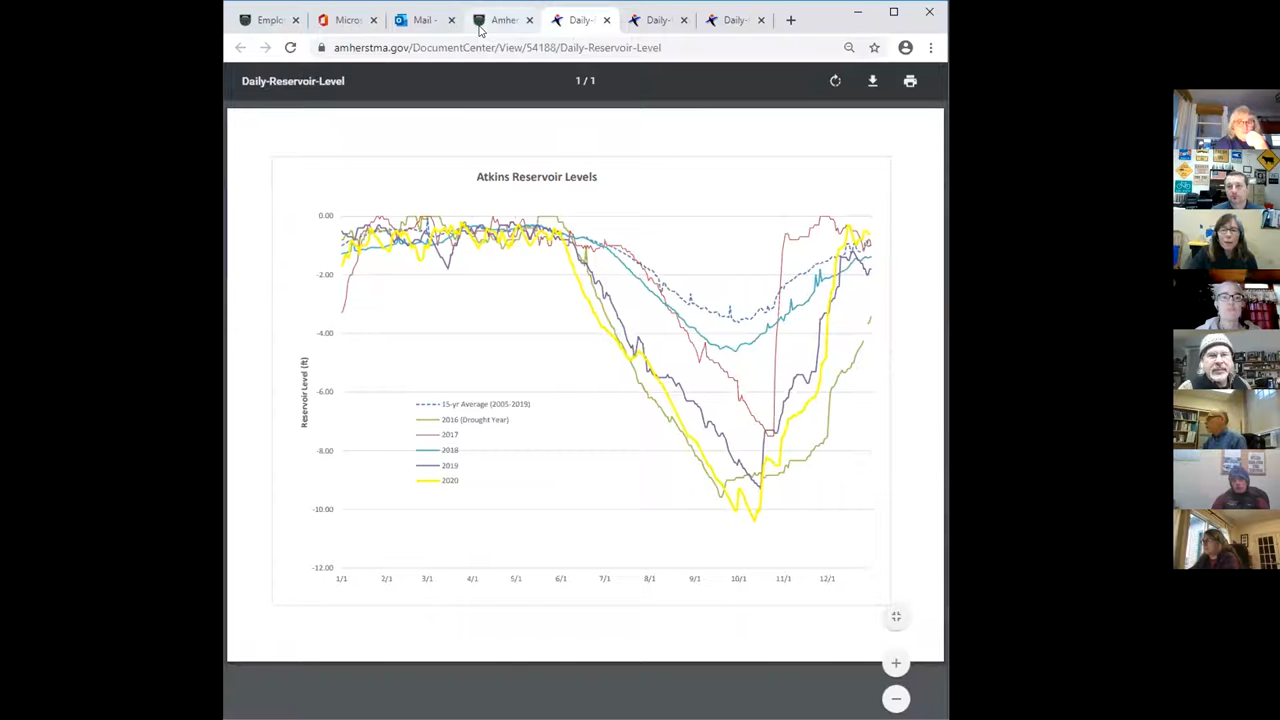 Emplo
Micros
Mail -
Amher
Daily-
Daily-
Daily-
amherstma.gov/DocumentCenter/View/54188/Daily-Reservoir-Level
Daily-Reservoir-Level
1 / 1
Atkins Reservoir Levels
0.00
-2.00
-4.00
-6.00
-8.00
-10.00
-12.00
Reservoir Level (ft)
15-yr Average (2005-2019)
2016 (Drought Year)
2017
2018
2019
2020
1/1 2/1 3/1 4/1 5/1 6/1 7/1 8/1 9/1 10/1 11/1 12/1